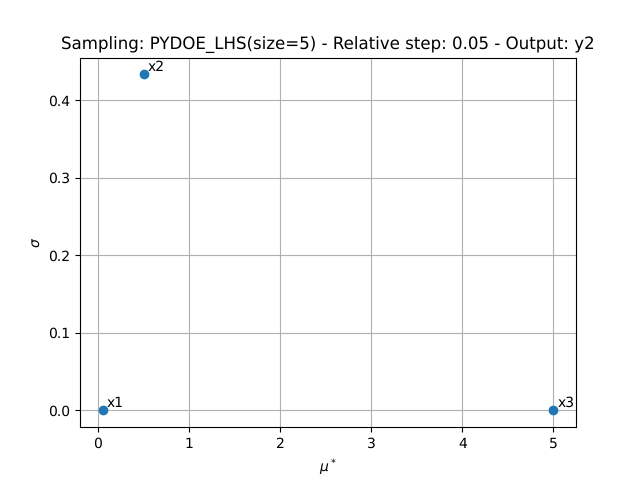 Sampling: PYDOE_LHS(size=5) - Relative step: 0.05 - Output: y2
x2
0.4
0.3
σ
0.2
0.1
x1
x3
0.0
0 1 2 3 4 5
μ*